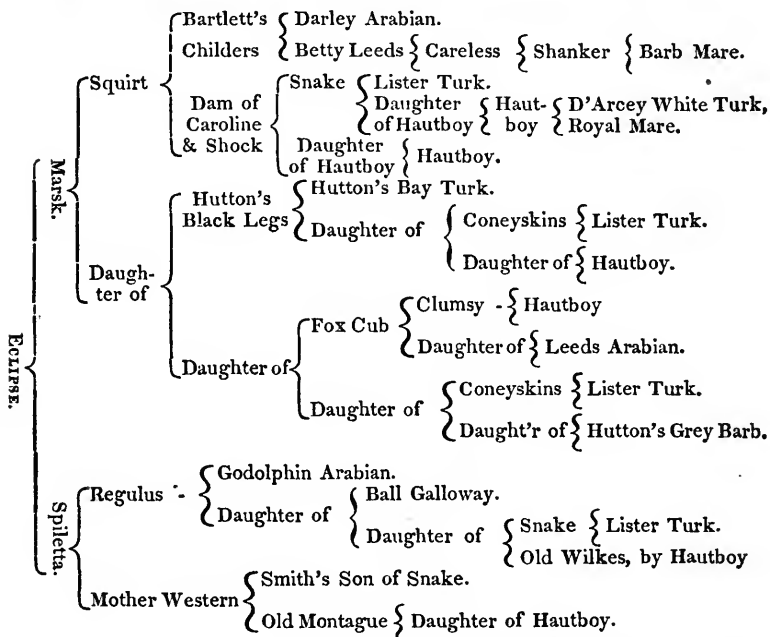 Bartlett's Darley Arabian.
Childers Betty Leeds Careless Shanker Barb Mare.
Squirt
Snake Lister Turk.
Dam of Daughter Haut- D'Arcey White Turk,
Caroline of Hautboy boy Royal Mare.
& Shock Daughter Hautboy.
of Hautboy
Marsk.
Hutton's Hutton's Bay Turk.
Black Legs Daughter of Coneyskins Lister Turk.
Daughter of Hautboy.
Daugh-
ter of
Fox Cub Clumsy - Hautboy
Daughter of Leeds Arabian.
Daughter of
Daughter of Coneyskins Lister Turk.
Daught'r of Hutton's Grey Barb.
ECLIPSE.
Regulus - Godolphin Arabian.
Daughter of Ball Galloway.
Daughter of Snake Lister Turk.
Old Wilkes, by Hautboy
Spiletta.
Mother Western Smith's Son of Snake.
Old Montague Daughter of Hautboy.